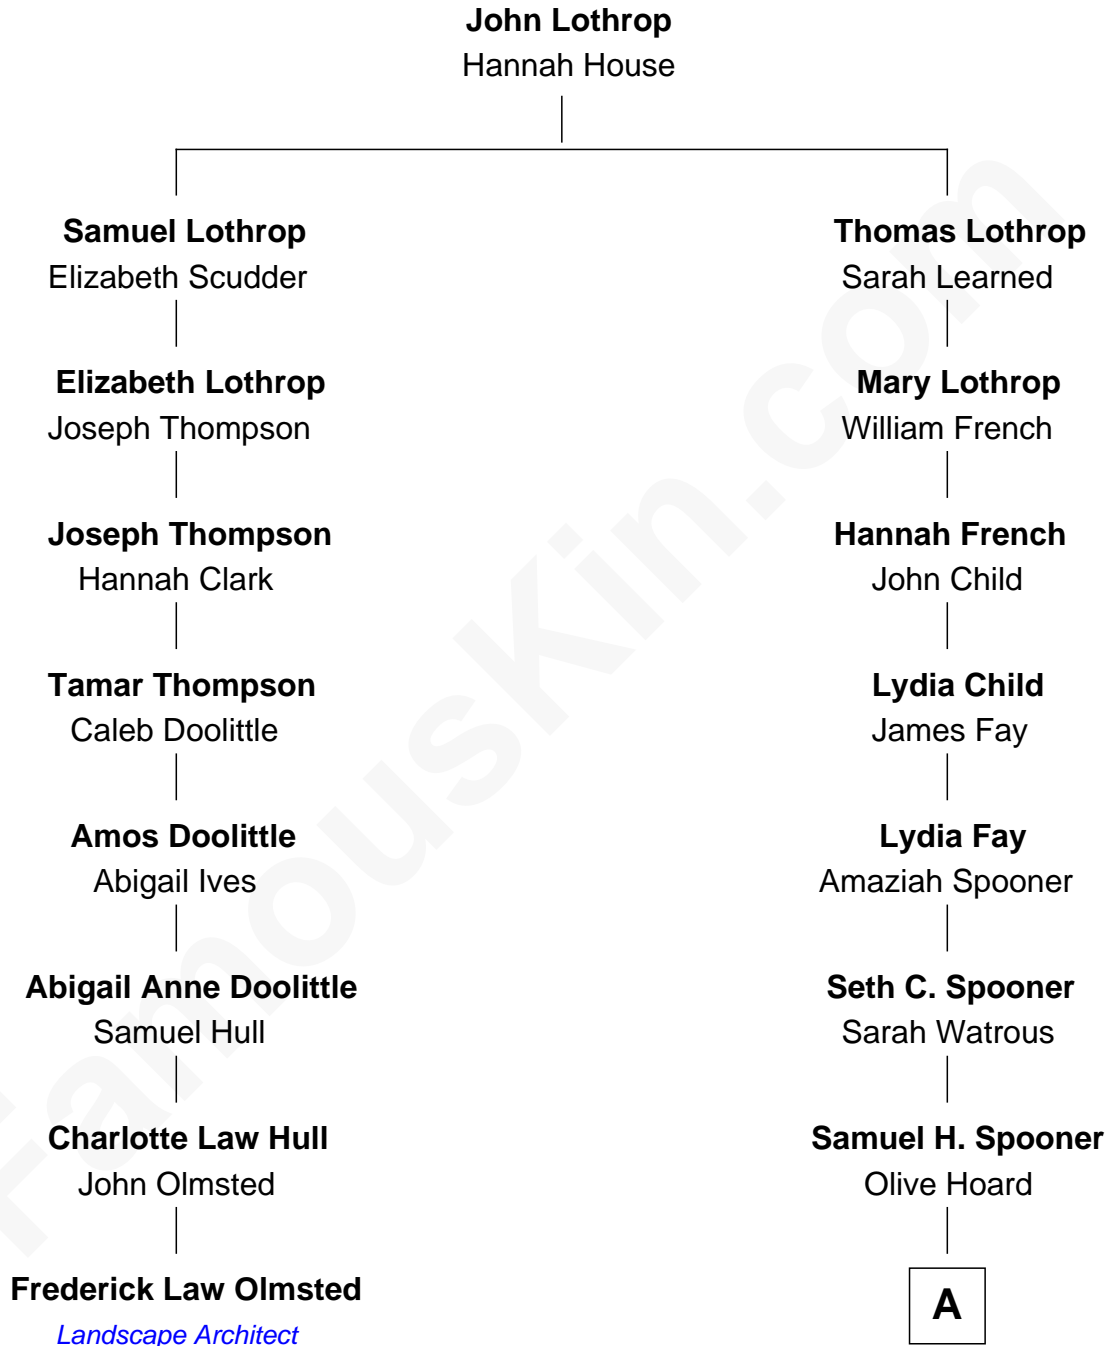 John Lothrop
Hannah House
Samuel Lothrop
Elizabeth Scudder
Thomas Lothrop
Sarah Learned
Elizabeth Lothrop
Joseph Thompson
Mary Lothrop
William French
Joseph Thompson
Hannah Clark
Hannah French
John Child
Tamar Thompson
Caleb Doolittle
Lydia Child
James Fay
Amos Doolittle
Abigail Ives
Lydia Fay
Amaziah Spooner
Abigail Anne Doolittle
Samuel Hull
Seth C. Spooner
Sarah Watrous
Charlotte Law Hull
John Olmsted
Samuel H. Spooner
Olive Hoard
Frederick Law Olmsted
Landscape Architect
A
FamousKin.com